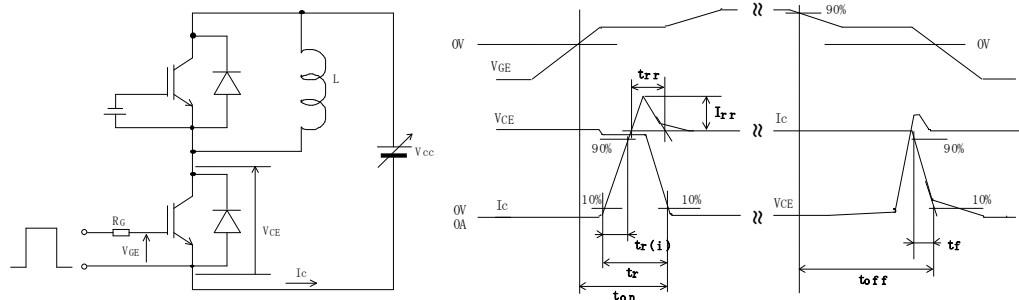 L
Vcc
RG
VGE
VCE
Ic
0V
VGE
90%
0V
trr
Irr
VCE
90%
Ic
90%
10%
10%
0V
0A
Ic
tr(i)
tr
ton
VCE
10%
tf
toff